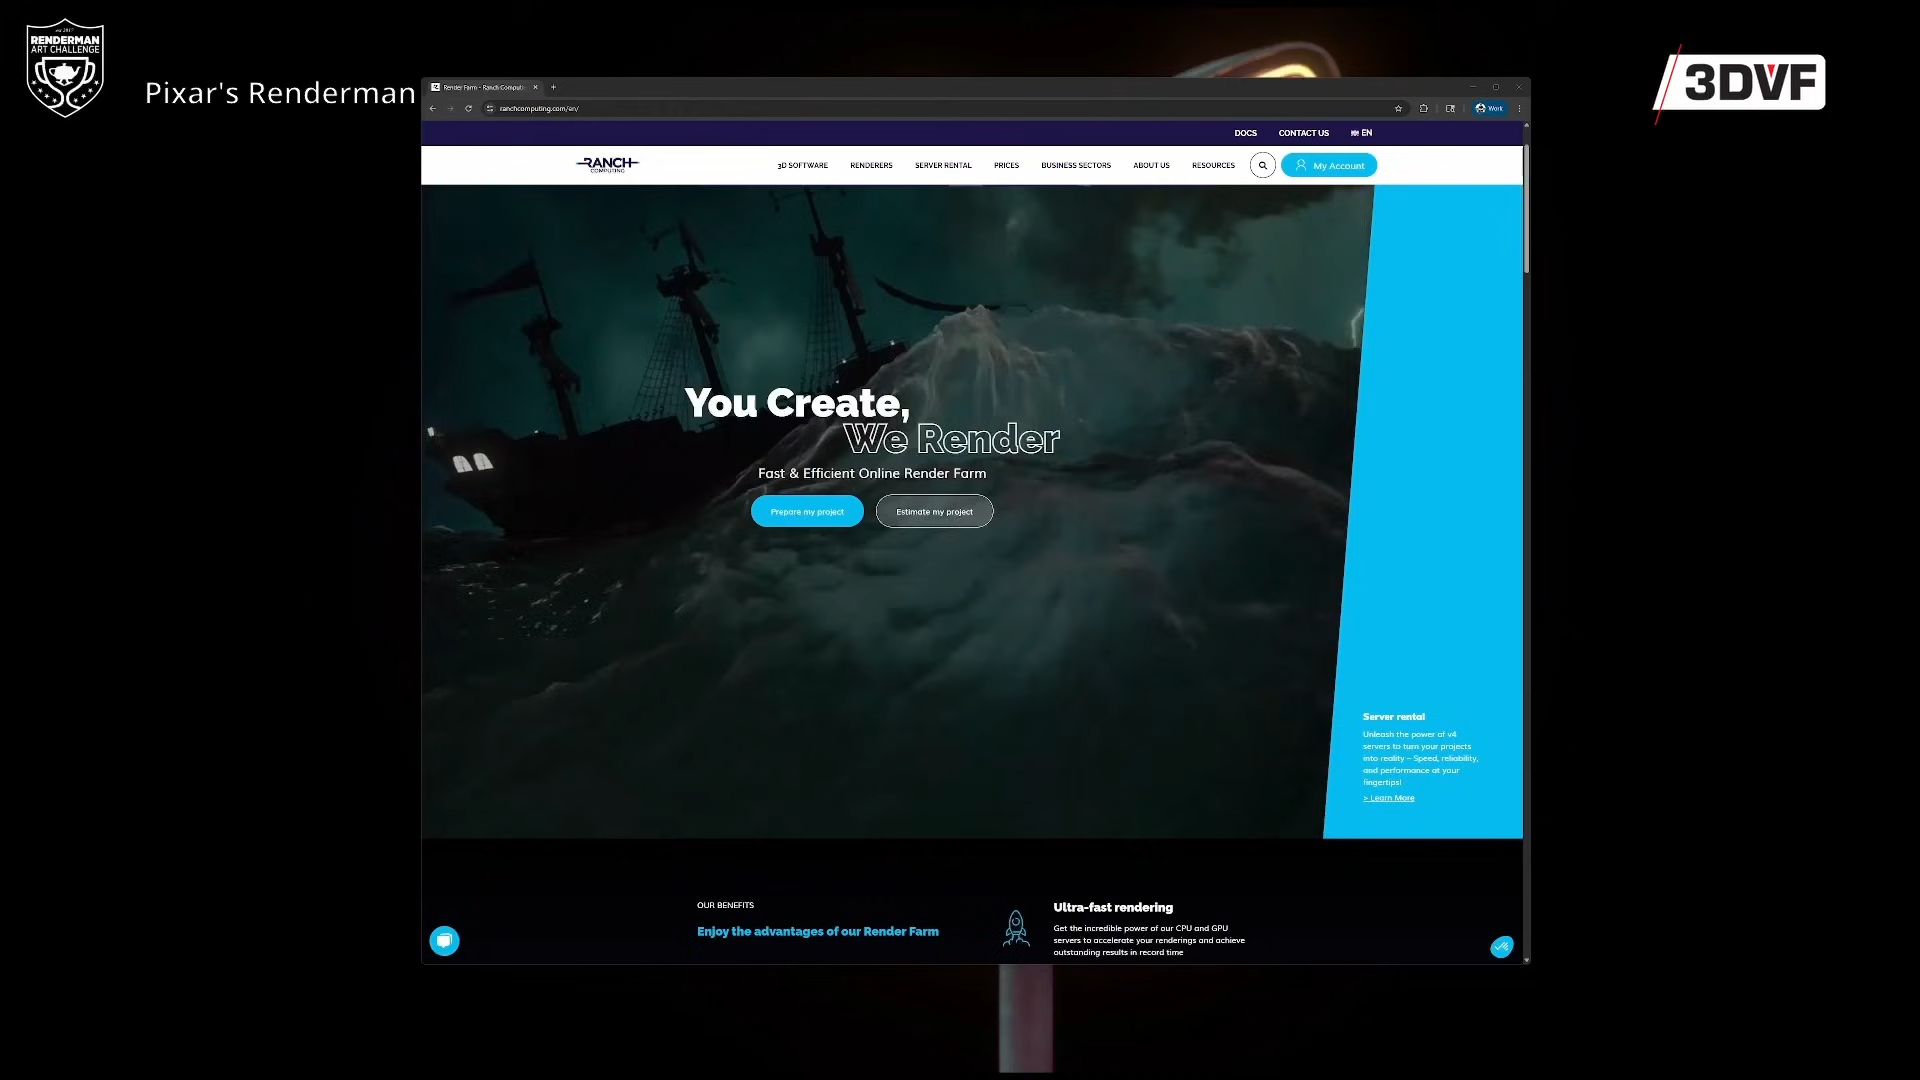 est 2017
RENDERMAN
ART CHALLENGE
Pixar's Renderman
3DVF
Render Farm - Ranch Computi
ranchcomputing.com/en/
Work
DOCS
CONTACT US
EN
RANCH
COMPUTING
3D SOFTWARE
RENDERERS
SERVER RENTAL
PRICES
BUSINESS SECTORS
ABOUT US
RESOURCES
My Account
You Create,
We Render
Fast & Efficient Online Render Farm
Prepare my project
Estimate my project
Server rental
Unleash the power of v4
servers to turn your projects
into reality – Speed, reliability,
and performance at your
fingertips!
> Learn More
OUR BENEFITS
Enjoy the advantages of our Render Farm
Ultra-fast rendering
Get the incredible power of our CPU and GPU
servers to accelerate your renderings and achieve
outstanding results in record time